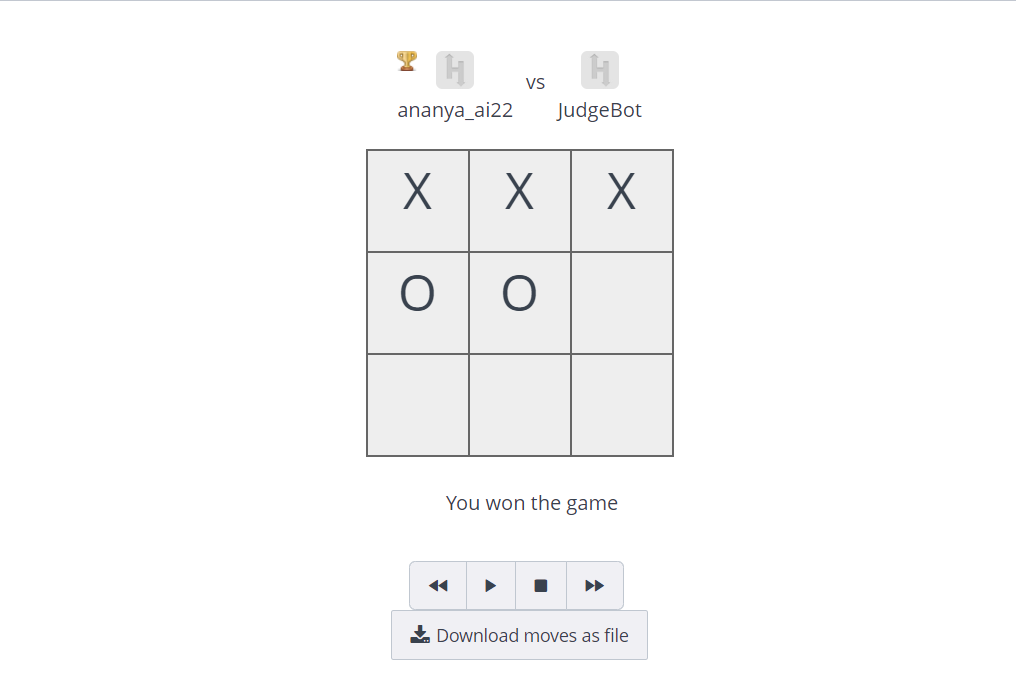 vs
ananya_ai22 JudgeBot
X X X
O O
You won the game
Download moves as file